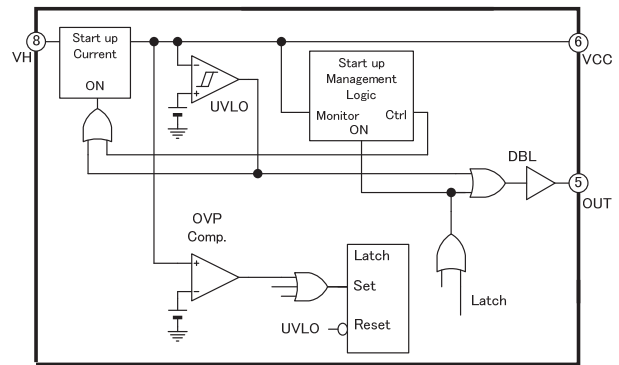 8
VH
Start up
Current
ON
UVLO
Start up
Management
Logic
Monitor Ctrl
ON
6
VCC
DBL
5
OUT
OVP
Comp.
Latch
Set
Reset
UVLO
Latch